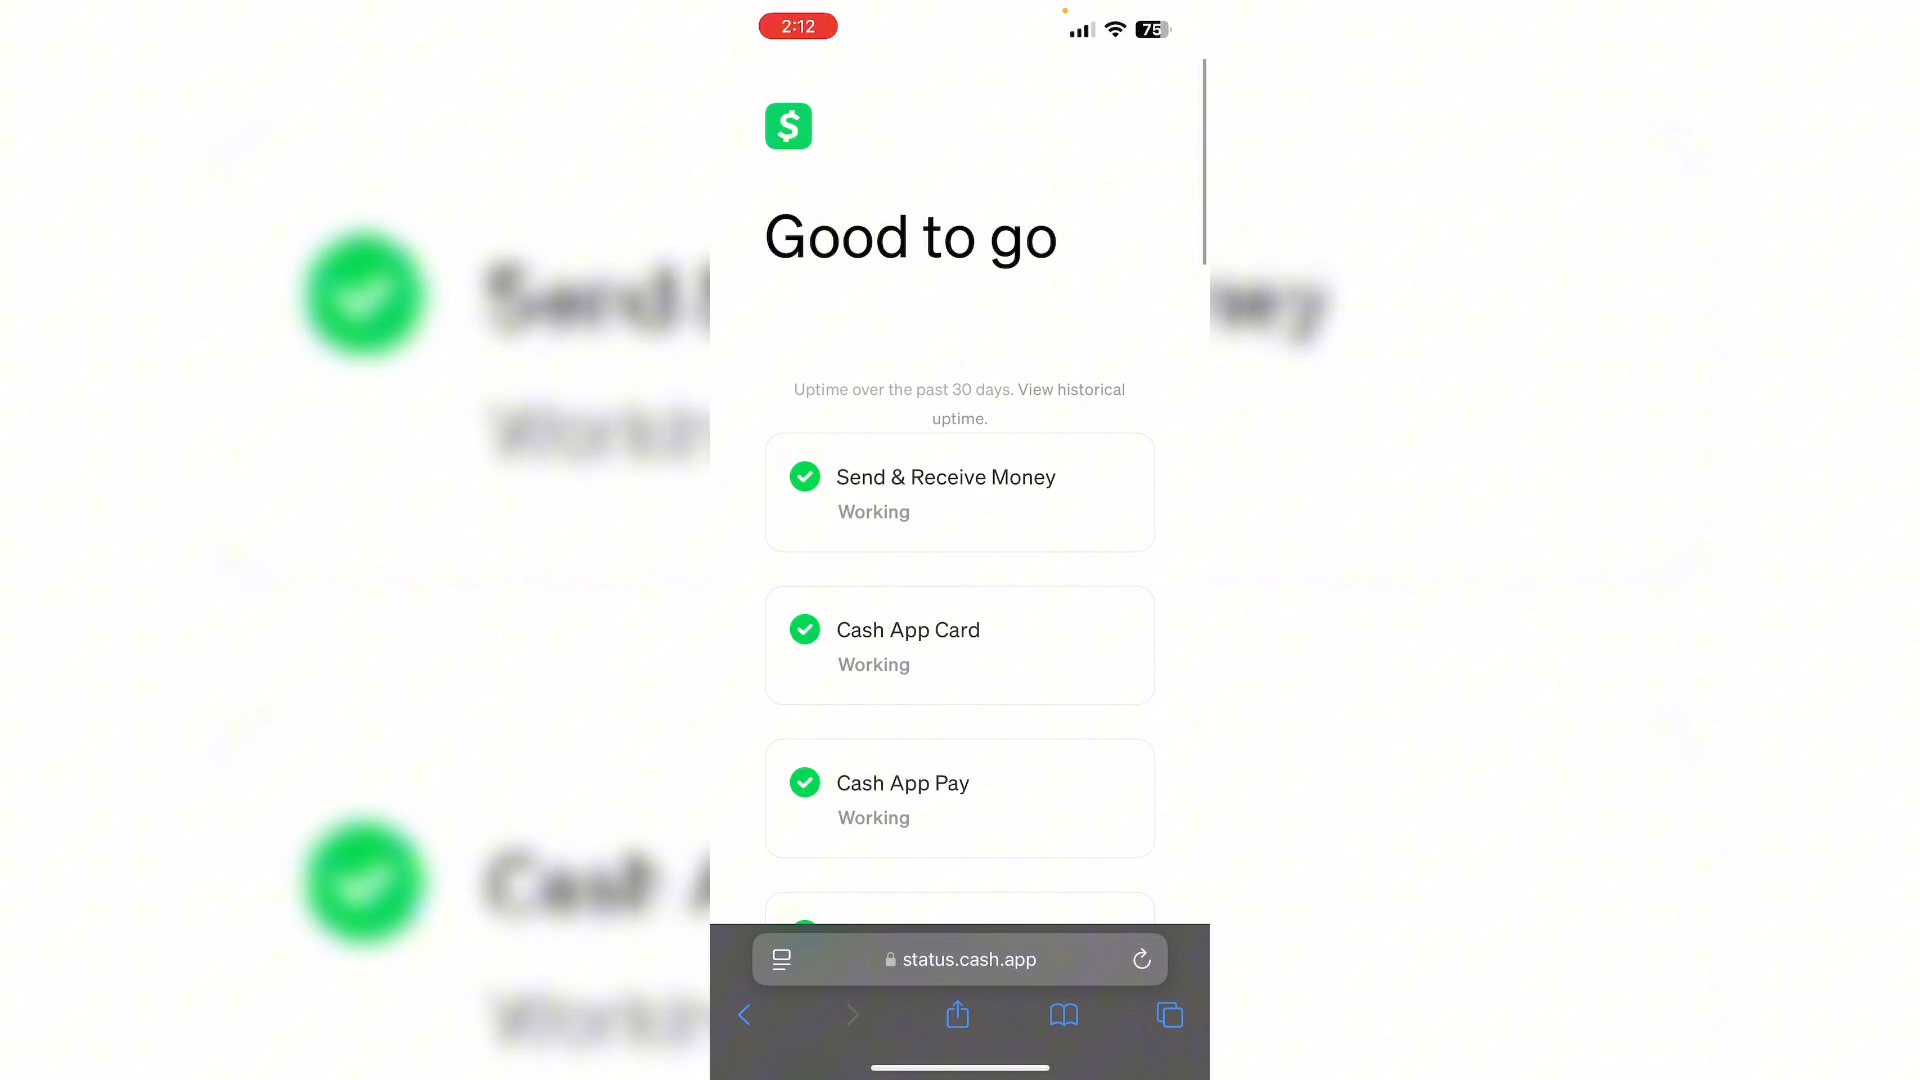 2:12
75
$
Good to go
Uptime over the past 30 days. View historical
uptime.
Send & Receive Money
Working
Cash App Card
Working
Cash App Pay
Working
status.cash.app